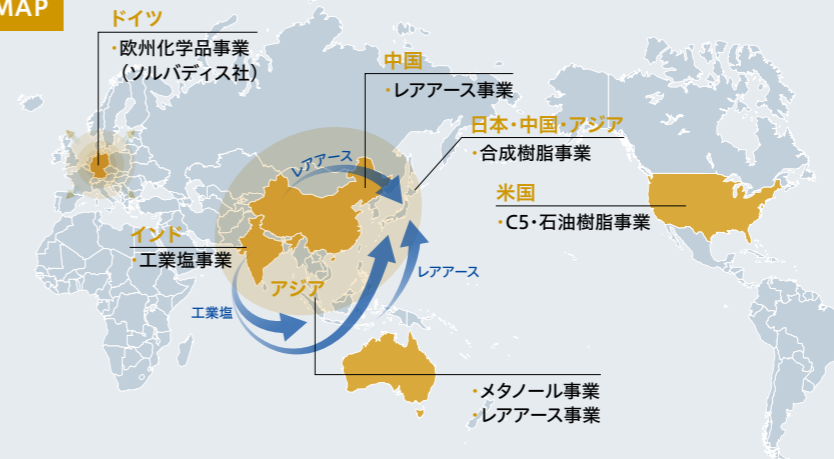 MAP
ドイツ
・欧州化学品事業
（ソルバディス社）
中国
・レアアース事業
日本・中国・アジア
・合成樹脂事業
米国
・C5・石油樹脂事業
レアアース
インド
・工業塩事業
アジア
レアアース
工業塩
・メタノール事業
・レアアース事業